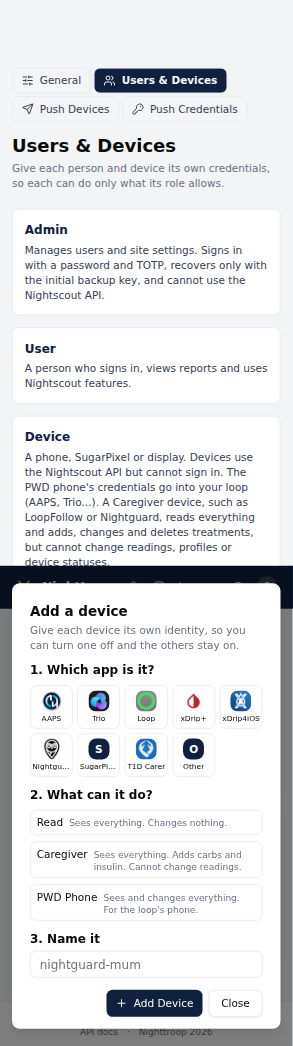 General
Users & Devices
Push Devices
Push Credentials
Users & Devices
Give each person and device its own credentials,
so each can do only what its role allows.
Admin
Manages users and site settings. Signs in
with a password and TOTP, recovers only with
the initial backup key, and cannot use the
Nightscout API.
User
A person who signs in, views reports and uses
Nightscout features.
Device
A phone, SugarPixel or display. Devices use
the Nightscout API but cannot sign in. The
PWD phone's credentials go into your loop
(AAPS, Trio...). A Caregiver device, such as
LoopFollow or Nightguard, reads everything
and adds, changes and deletes treatments,
but cannot change readings, profiles or
device statuses.
Add a device
Give each device its own identity, so you
can turn one off and the others stay on.
1. Which app is it?
AAPS
Trio
Loop
xDrip+
xDrip4iOS
S
O
Nightgu...
SugarPi...
T1D Carer
Other
2. What can it do?
Read Sees everything. Changes nothing.
Caregiver Sees everything. Adds carbs and
insulin. Cannot change readings.
PWD Phone Sees and changes everything.
For the loop's phone.
3. Name it
nightguard-mum
+ Add Device
Close
API docs · Nighttroop 2026